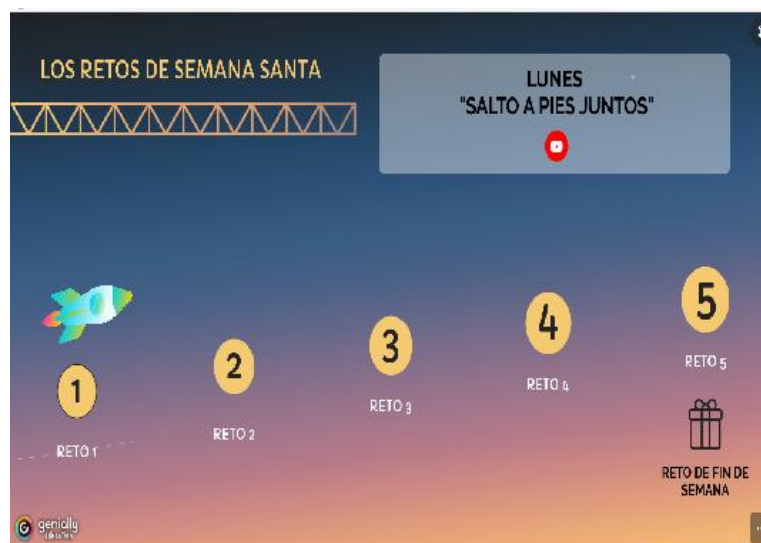 LOS RETOS DE SEMANA SANTA
LUNES
"SALTO A PIES JUNTOS"
1
RETO 1
2
RETO 2
3
RETO 3
4
RETO 4
5
RETO 5
RETO DE FIN DE
SEMANA
genially